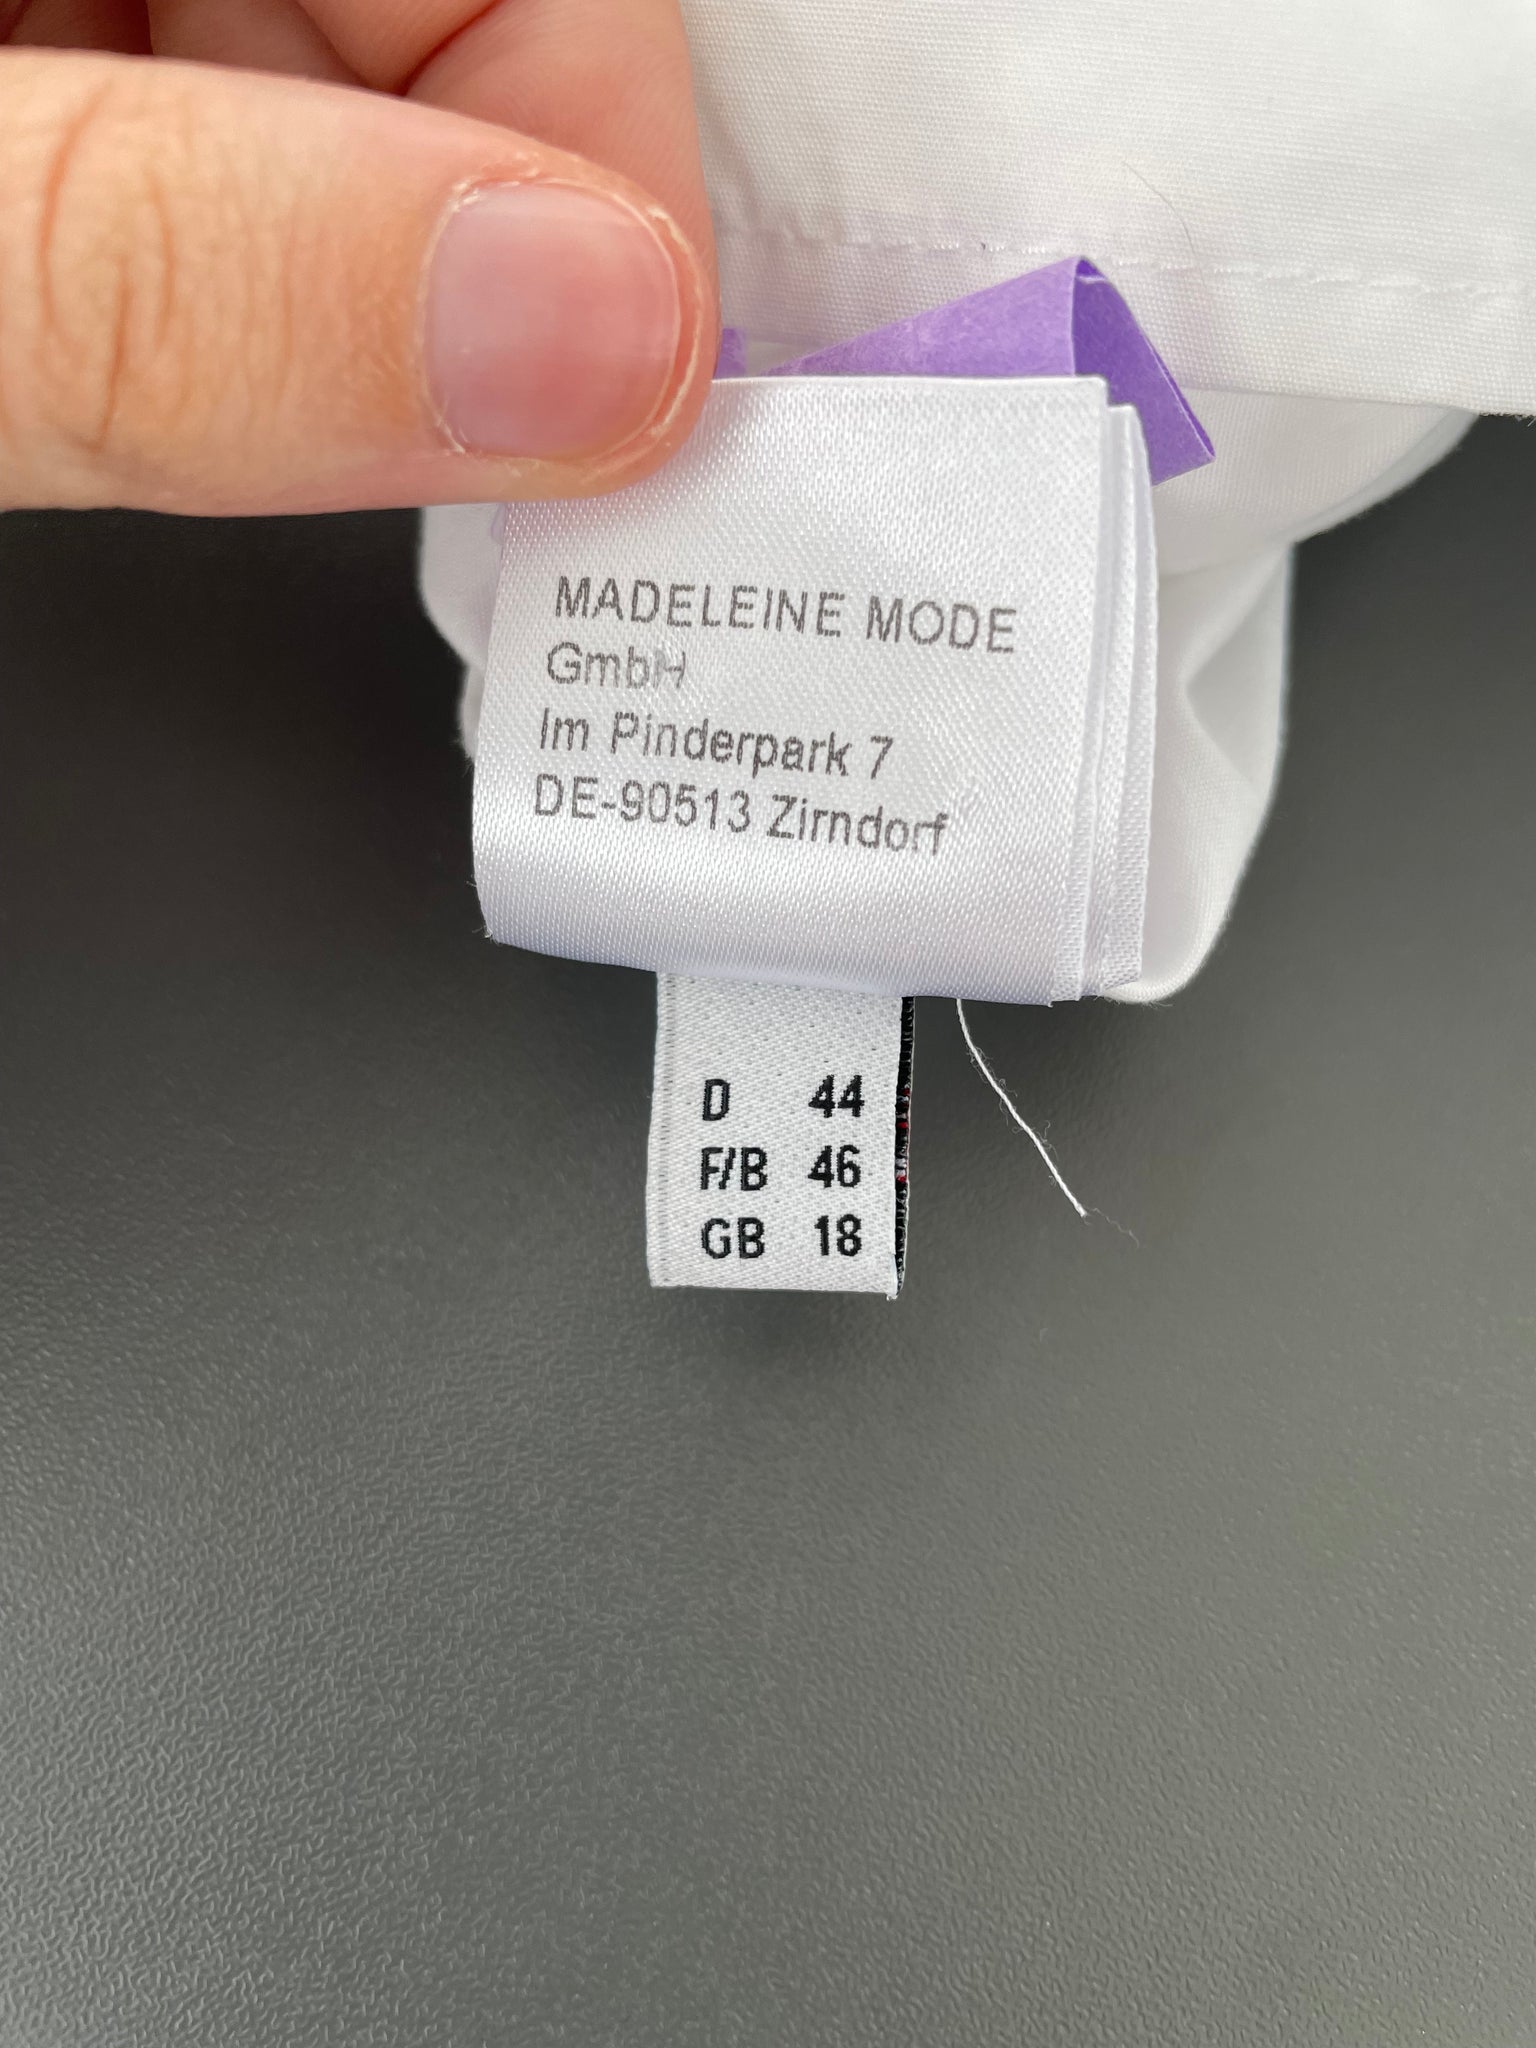 MADELEINE MODE
GmbH
Im Pinderpark 7
DE-90513 Zirndorf
D 44
F/B 46
GB 18